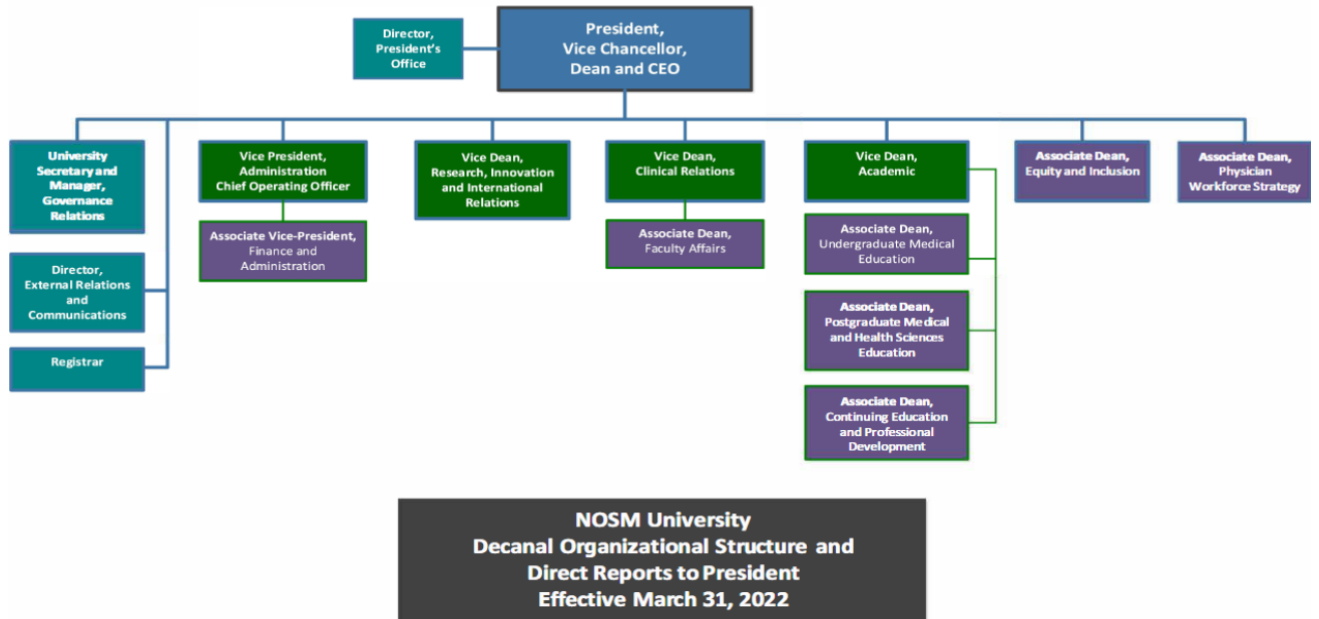 Director,
President's
Office
President,
Vice Chancellor,
Dean and CEO
University
Secretary and
Manager,
Governance
Relations
Vice President,
Administration
Chief Operating Officer
Vice Dean,
Research, Innovation
and International
Relations
Vice Dean,
Clinical Relations
Vice Dean,
Academic
Associate Dean,
Equity and Inclusion
Associate Dean,
Physician
Workforce Strategy
Associate Vice-President,
Finance and
Administration
Associate Dean,
Faculty Affairs
Associate Dean,
Undergraduate Medical
Education
Director,
External Relations
and
Communications
Associate Dean,
Postgraduate Medical
and Health Sciences
Education
Registrar
Associate Dean,
Continuing Education
and Professional
Development
NOSM University
Decanal Organizational Structure and
Direct Reports to President
Effective March 31, 2022